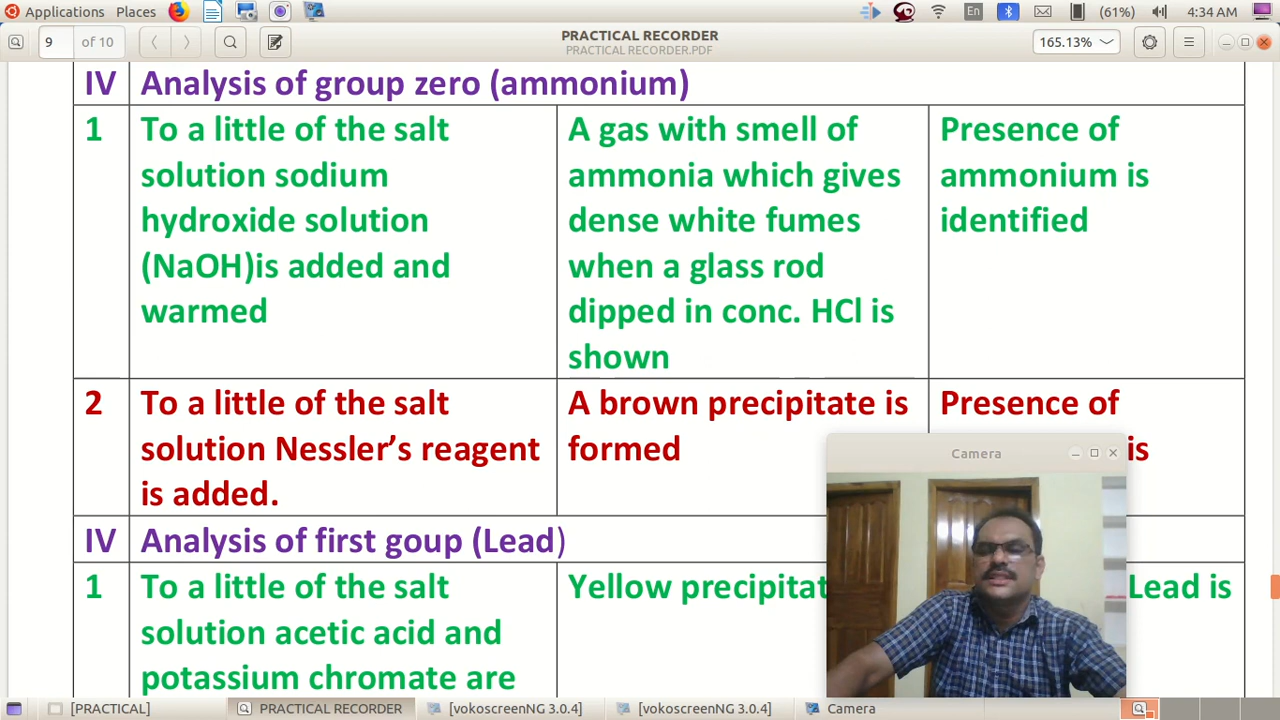 Applications Places En (61%) 4:34 AM
9 of 10 PRACTICAL RECORDER 165.13%
PRACTICAL RECORDER.PDF
IV Analysis of group zero (ammonium)
1 To a little of the salt A gas with smell of Presence of
solution sodium ammonia which gives ammonium is
hydroxide solution dense white fumes identified
(NaOH)is added and when a glass rod
warmed dipped in conc. HCl is
shown
2 To a little of the salt A brown precipitate is Presence of
solution Nessler’s reagent formed is
is added.
Camera
IV Analysis of first goup (Lead)
1 To a little of the salt Yellow precipitat Lead is
solution acetic acid and
potassium chromate are
[PRACTICAL] PRACTICAL RECORDER [vokoscreenNG 3.0.4] [vokoscreenNG 3.0.4] Camera